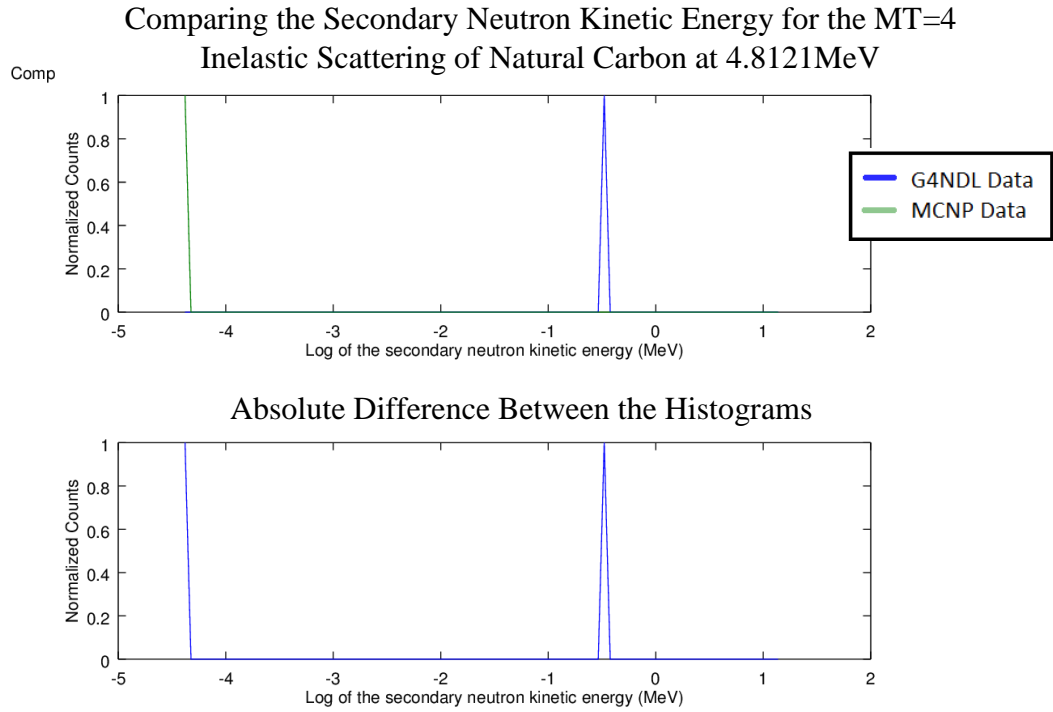 Comparing the Secondary Neutron Kinetic Energy for the MT=4
Inelastic Scattering of Natural Carbon at 4.8121MeV
Comp
1
0.8
0.6
0.4
0.2
0
Normalized Counts
-5 -4 -3 -2 -1 0 1 2
Log of the secondary neutron kinetic energy (MeV)
G4NDL Data
MCNP Data
Absolute Difference Between the Histograms
1
0.8
0.6
0.4
0.2
0
Normalized Counts
-5 -4 -3 -2 -1 0 1 2
Log of the secondary neutron kinetic energy (MeV)